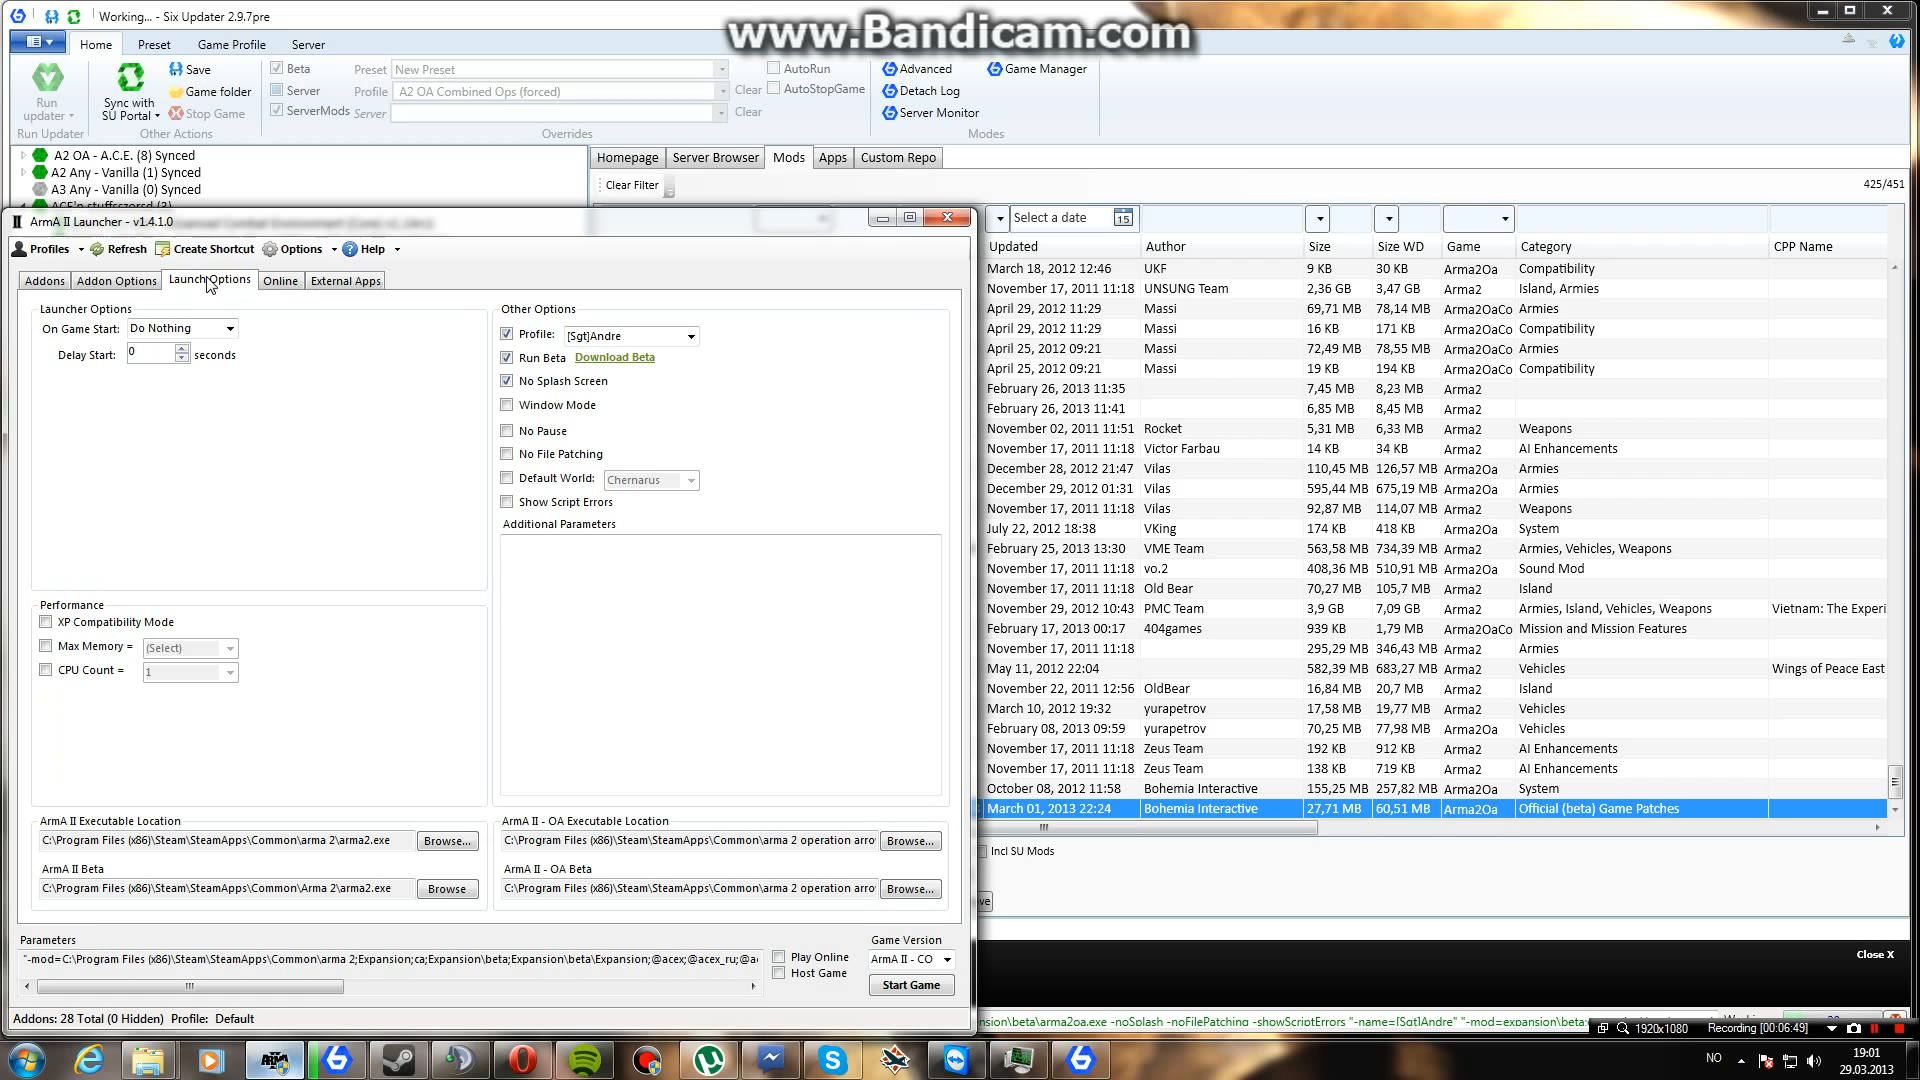 Working... - Six Updater 2.9.7pre
www.Bandicam.com
Home Preset Game Profile Server
Run updater
Run Updater
Sync with SU Portal
Save
Game folder
Stop Game
Other Actions
Beta
Server
ServerMods
Preset New Preset
Profile A2 OA Combined Ops (forced) Clear
Server Clear
Overrides
AutoRun
AutoStopGame
Advanced
Detach Log
Server Monitor
Game Manager
Modes
A2 OA - A.C.E. (8) Synced
A2 Any - Vanilla (1) Synced
A3 Any - Vanilla (0) Synced
Homepage Server Browser Mods Apps Custom Repo
Clear Filter
425/451
ArmA II Launcher - v1.4.1.0
Profiles Refresh Create Shortcut Options Help
Addons Addon Options Launch Options Online External Apps
Launcher Options
On Game Start: Do Nothing
Delay Start: 0 seconds
Performance
XP Compatibility Mode
Max Memory = (Select)
CPU Count = 1
Other Options
Profile: [Sgt]Andre
Run Beta Download Beta
No Splash Screen
Window Mode
No Pause
No File Patching
Default World: Chernarus
Show Script Errors
Additional Parameters
ArmA II Executable Location
C:\Program Files (x86)\Steam\SteamApps\Common\arma 2\arma2.exe Browse...
ArmA II Beta
C:\Program Files (x86)\Steam\SteamApps\Common\Arma 2\arma2.exe Browse
ArmA II - OA Executable Location
C:\Program Files (x86)\Steam\SteamApps\Common\arma 2 operation arro Browse...
ArmA II - OA Beta
C:\Program Files (x86)\Steam\SteamApps\Common\arma 2 operation arro Browse...
Parameters
"-mod=C:\Program Files (x86)\Steam\SteamApps\Common\arma 2;Expansion;ca;Expansion\beta;Expansion\beta\Expansion;@acex;@acex_ru;@a
Play Online
Host Game
Game Version
ArmA II - CO
Start Game
Addons: 28 Total (0 Hidden) Profile: Default
Select a date 15
Updated Author Size Size WD Game Category CPP Name
March 18, 2012 12:46 UKF 9 KB 30 KB Arma2Oa Compatibility
November 17, 2011 11:18 UNSUNG Team 2,36 GB 3,47 GB Arma2 Island, Armies
April 29, 2012 11:29 Massi 69,71 MB 78,14 MB Arma2OaCo Armies
April 29, 2012 11:29 Massi 16 KB 171 KB Arma2OaCo Compatibility
April 25, 2012 09:21 Massi 72,49 MB 78,55 MB Arma2OaCo Armies
April 25, 2012 09:21 Massi 19 KB 194 KB Arma2OaCo Compatibility
February 26, 2013 11:35 7,45 MB 8,23 MB Arma2
February 26, 2013 11:41 6,85 MB 8,45 MB Arma2
November 02, 2011 11:51 Rocket 5,31 MB 6,33 MB Arma2 Weapons
November 17, 2011 11:18 Victor Farbau 14 KB 34 KB Arma2 AI Enhancements
December 28, 2012 21:47 Vilas 110,45 MB 126,57 MB Arma2Oa Armies
December 29, 2012 01:31 Vilas 595,44 MB 675,19 MB Arma2Oa Armies
November 17, 2011 11:18 Vilas 92,87 MB 114,07 MB Arma2Oa Weapons
July 22, 2012 18:38 VKing 174 KB 418 KB Arma2Oa System
February 25, 2013 13:30 VME Team 563,58 MB 734,39 MB Arma2Oa Armies, Vehicles, Weapons
November 17, 2011 11:18 vo.2 408,36 MB 510,91 MB Arma2Oa Sound Mod
November 17, 2011 11:18 Old Bear 70,27 MB 105,7 MB Arma2 Island
November 29, 2012 10:43 PMC Team 3,9 GB 7,09 GB Arma2 Armies, Island, Vehicles, Weapons Vietnam: The Experi
February 17, 2013 00:17 404games 939 KB 1,79 MB Arma2OaCo Mission and Mission Features
November 17, 2011 11:18 295,29 MB 346,43 MB Arma2 Armies
May 11, 2012 22:04 582,39 MB 683,27 MB Arma2 Vehicles Wings of Peace East
November 22, 2011 12:56 OldBear 16,84 MB 20,7 MB Arma2 Island
March 10, 2012 19:32 yurapetrov 17,58 MB 19,77 MB Arma2 Vehicles
February 08, 2013 09:59 yurapetrov 70,25 MB 77,98 MB Arma2Oa Vehicles
November 17, 2011 11:18 Zeus Team 192 KB 912 KB Arma2 AI Enhancements
November 17, 2011 11:18 Zeus Team 138 KB 719 KB Arma2 AI Enhancements
October 08, 2012 11:58 Bohemia Interactive 155,25 MB 257,82 MB Arma2Oa System
March 01, 2013 22:24 Bohemia Interactive 27,71 MB 60,51 MB Arma2Oa Official (beta) Game Patches
Incl SU Mods
Close X
nsion\beta\arma2oa.exe -noSplash -noFilePatching -showScriptErrors "-name=[Sgt]Andre" "-mod=expansion\beta;
1920x1080 Recording [00:06:49]
NO
19:01
29.03.2013